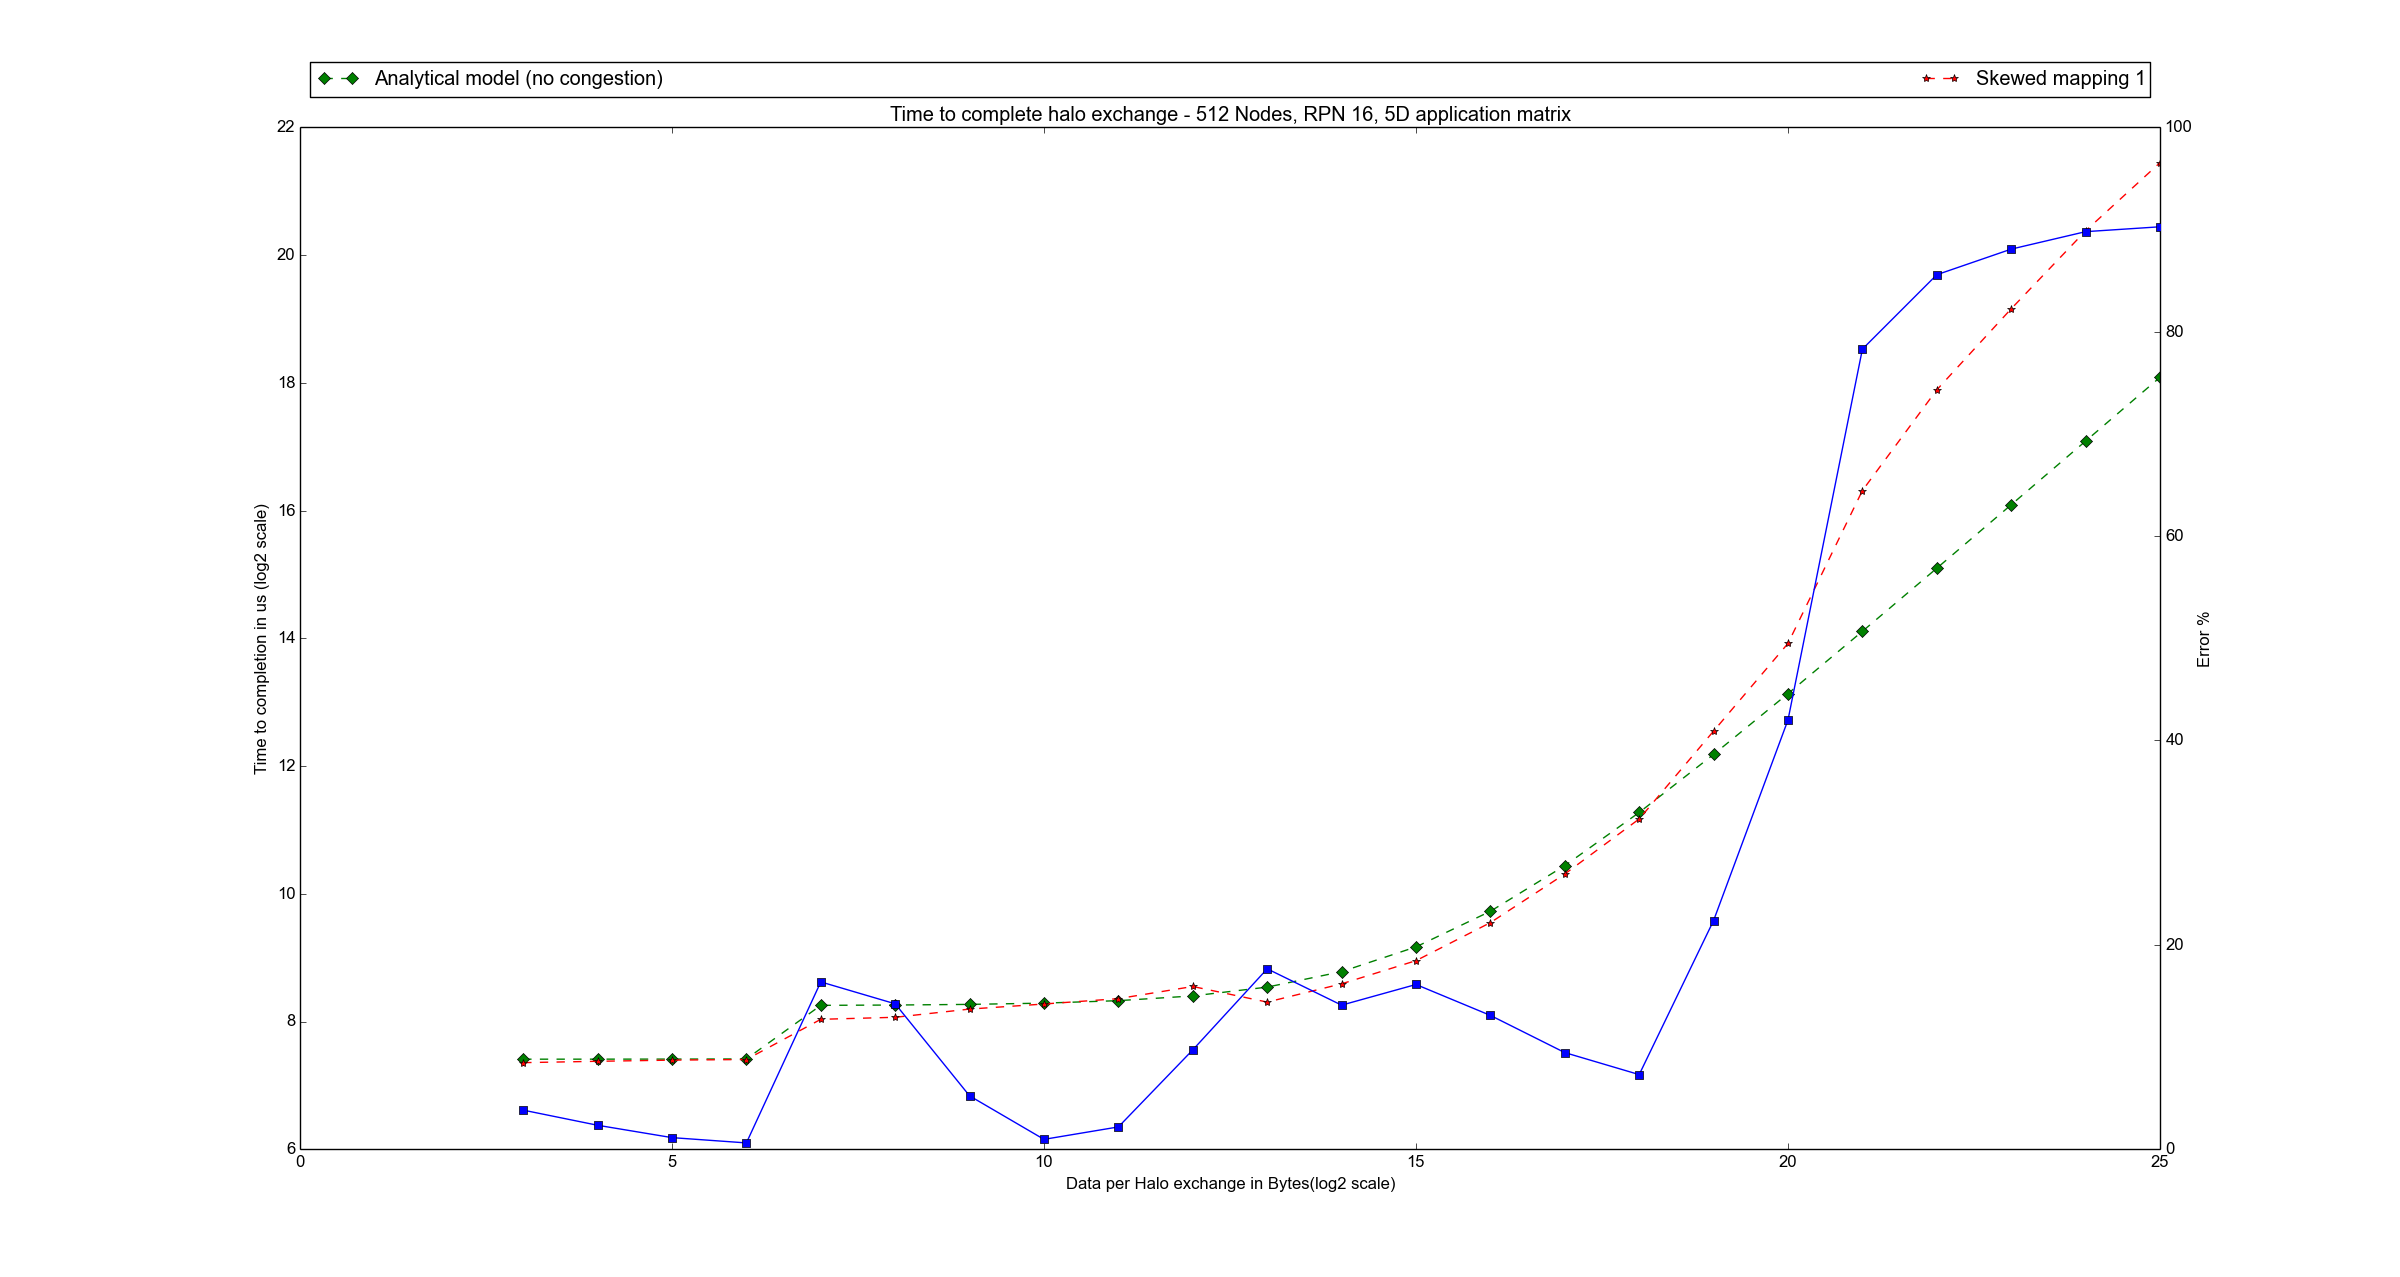 Analytical model (no congestion) Skewed mapping 1
Time to complete halo exchange - 512 Nodes, RPN 16, 5D application matrix
22
20
18
16
14
12
10
8
6
Time to completion in us (log2 scale)
100
80
60
40
20
0
Error %
0 5 10 15 20 25
Data per Halo exchange in Bytes(log2 scale)